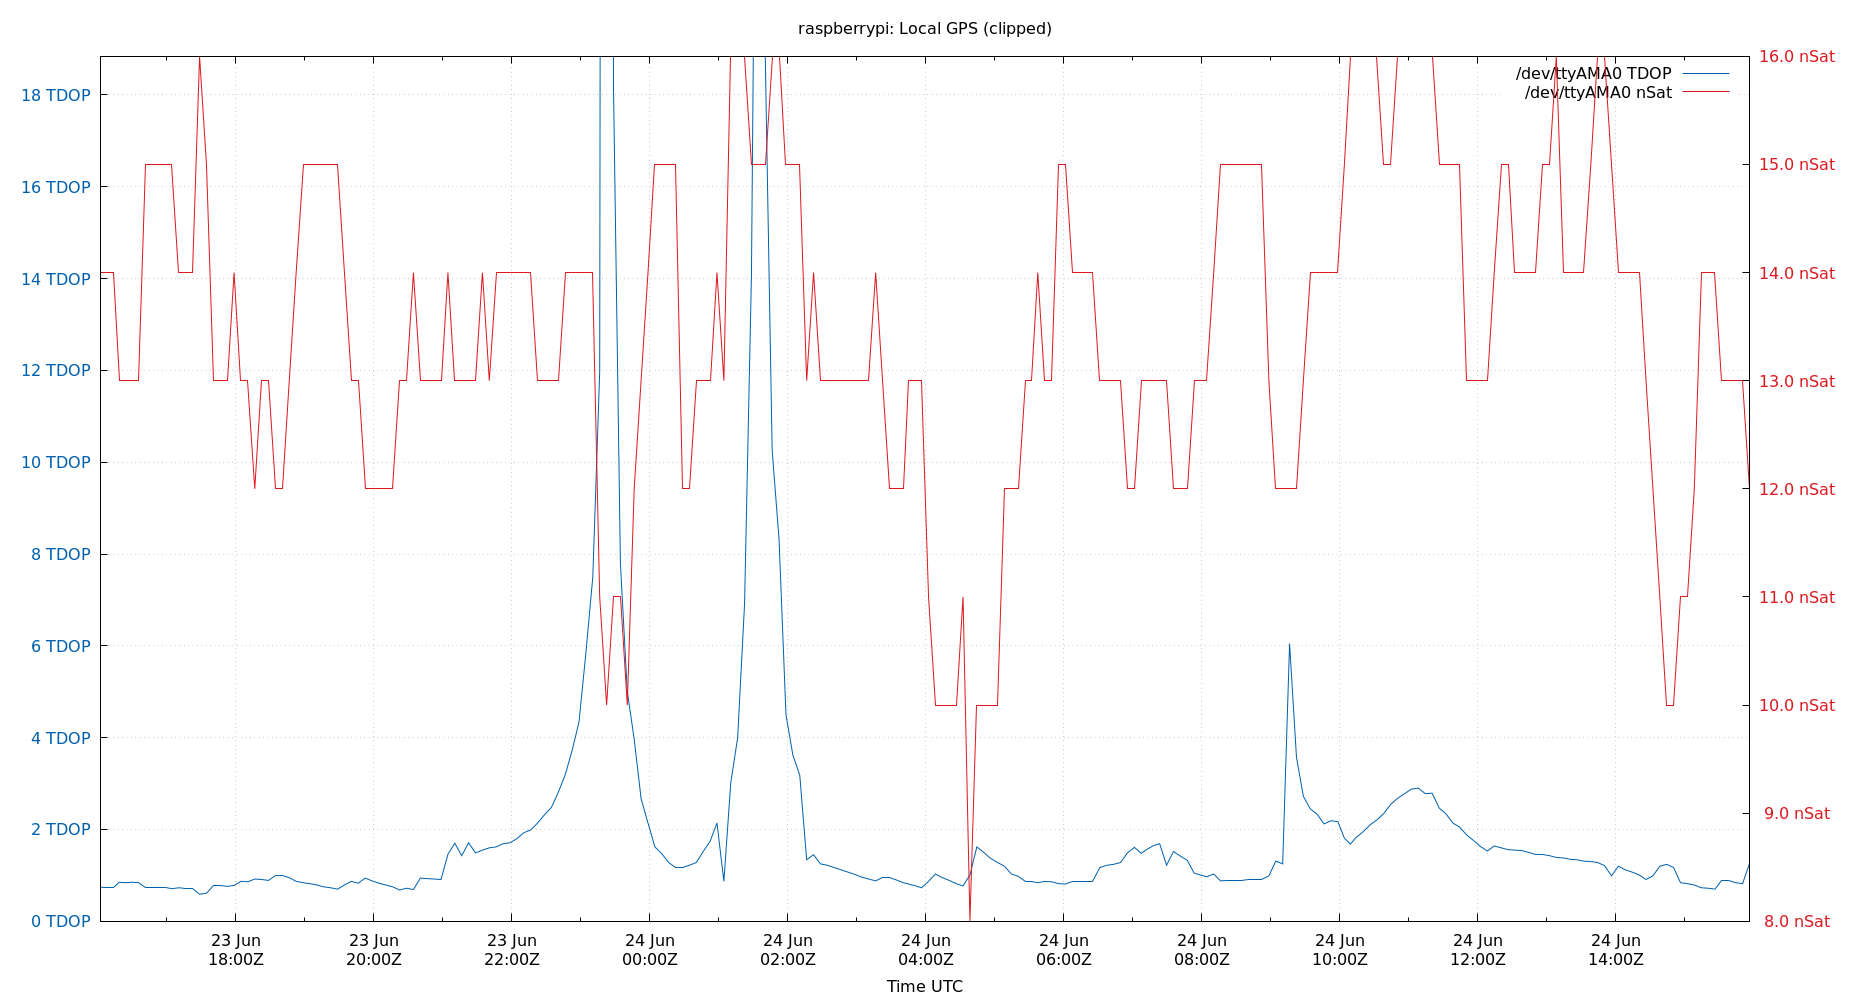 raspberrypi: Local GPS (clipped)
/dev/ttyAMA0 TDOP
/dev/ttyAMA0 nSat
18 TDOP
16 TDOP
14 TDOP
12 TDOP
10 TDOP
8 TDOP
6 TDOP
4 TDOP
2 TDOP
0 TDOP
16.0 nSat
15.0 nSat
14.0 nSat
13.0 nSat
12.0 nSat
11.0 nSat
10.0 nSat
9.0 nSat
8.0 nSat
23 Jun
18:00Z
23 Jun
20:00Z
23 Jun
22:00Z
24 Jun
00:00Z
24 Jun
02:00Z
24 Jun
04:00Z
24 Jun
06:00Z
24 Jun
08:00Z
24 Jun
10:00Z
24 Jun
12:00Z
24 Jun
14:00Z
Time UTC